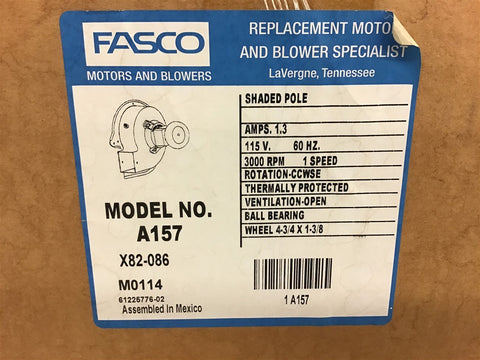 FASCO
MOTORS AND BLOWERS
REPLACEMENT MOTO
AND BLOWER SPECIALIST
LaVergne, Tennessee
MODEL NO.
A157
X82-086
M0114
61225776-02
Assembled in Mexico
SHADED POLE
AMPS. 1.3
115 V. 60 HZ.
3000 RPM 1 SPEED
ROTATION-CCWSE
THERMALLY PROTECTED
VENTILATION-OPEN
BALL BEARING
WHEEL 4-3/4 X 1-3/8
1 A157